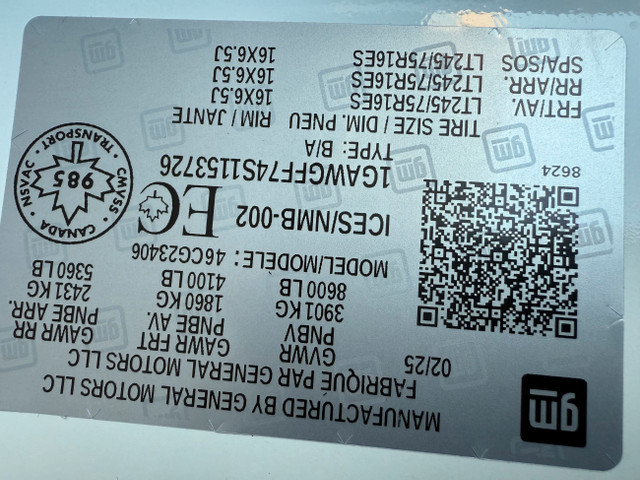 gm
MANUFACTURED BY GENERAL MOTORS LLC
FABRIQUÉ PAR GENERAL MOTORS LLC
02/25
GVWR GAWR FRT GAWR RR
PNBV PNBE AV. PNBE ARR.
3901 KG 1860 KG 2431 KG
8600 LB 4100 LB 5360 LB
MODEL/MODÈLE: 46CG23406
ICES/NMB-002 EC
CANADA · TRANSPORT · CMVSS · NSVAC
985
1GAWGFF74S1153726
TYPE: B/A
8624
TIRE SIZE / DIM. PNEU RIM / JANTE
FRT/AV. LT245/75R16ES 16X6.5J
RR/ARR. LT245/75R16ES 16X6.5J
SPA/SOS LT245/75R16ES 16X6.5J